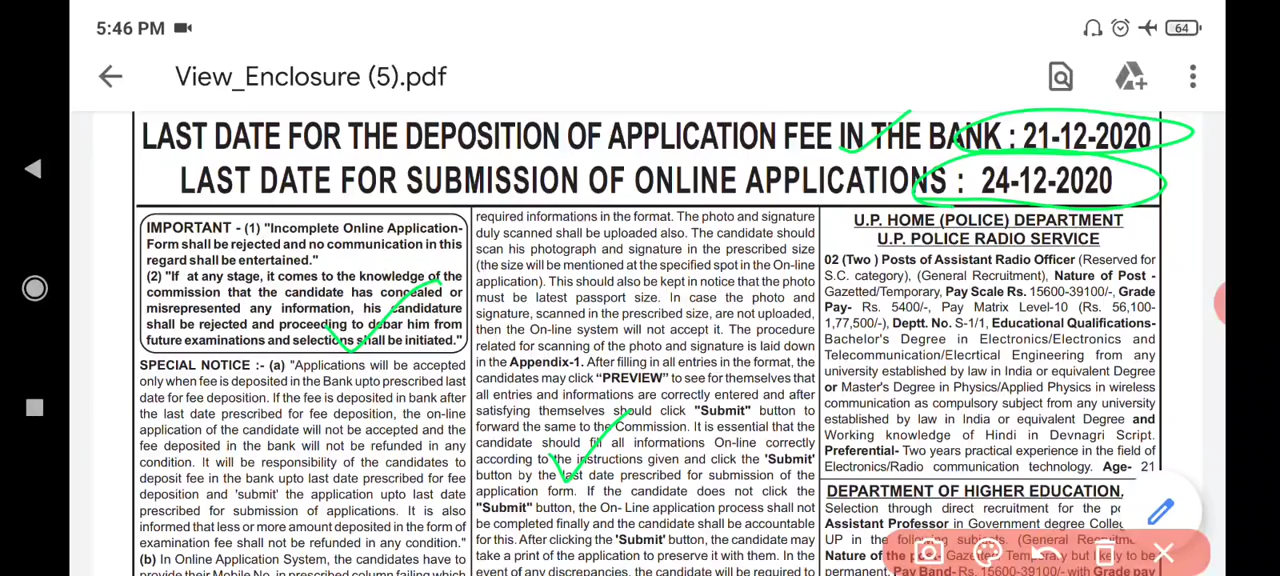 5:46 PM
64
View_Enclosure (5).pdf
LAST DATE FOR THE DEPOSITION OF APPLICATION FEE IN THE BANK : 21-12-2020
LAST DATE FOR SUBMISSION OF ONLINE APPLICATIONS : 24-12-2020
IMPORTANT - (1) "Incomplete Online Application-
Form shall be rejected and no communication in this
regard shall be entertained."
(2) "If at any stage, it comes to the knowledge of the
commission that the candidate has concealed or
misrepresented any information, his candidature
shall be rejected and proceeding to debar him from
future examinations and selections shall be initiated."
SPECIAL NOTICE :- (a) "Applications will be accepted
only when fee is deposited in the Bank upto prescribed last
date for fee deposition. If the fee is deposited in bank after
the last date prescribed for fee deposition, the on-line
application of the candidate will not be accepted and the
fee deposited in the bank will not be refunded in any
condition. It will be responsibility of the candidates to
deposit fee in the bank upto last date prescribed for fee
deposition and 'submit' the application upto last date
prescribed for submission of applications. It is also
informed that less or more amount deposited in the form of
examination fee shall not be refunded in any condition."
(b) In Online Application System, the candidates have to
provide their Mobile No. in prescribed column failing which
required informations in the format. The photo and signature
duly scanned shall be uploaded also. The candidate should
scan his photograph and signature in the prescribed size
(the size will be mentioned at the specified spot in the On-line
application). This should also be kept in notice that the photo
must be latest passport size. In case the photo and
signature, scanned in the prescribed size, are not uploaded,
then the On-line system will not accept it. The procedure
related for scanning of the photo and signature is laid down
in the Appendix-1. After filling in all entries in the format, the
candidates may click "PREVIEW" to see for themselves that
all entries and informations are correctly entered and after
satisfying themselves should click "Submit" button to
forward the same to the Commission. It is essential that the
candidate should fill all informations On-line correctly
according to the instructions given and click the 'Submit'
button by the last date prescribed for submission of the
application form. If the candidate does not click the
"Submit" button, the On- Line application process shall not
be completed finally and the candidate shall be accountable
for this. After clicking the 'Submit' button, the candidate may
take a print of the application to preserve it with them. In the
event of any discrepancies, the candidate will be required to
U.P. HOME (POLICE) DEPARTMENT
U.P. POLICE RADIO SERVICE
02 (Two ) Posts of Assistant Radio Officer (Reserved for
S.C. category), (General Recruitment), Nature of Post -
Gazetted/Temporary, Pay Scale Rs. 15600-39100/-, Grade
Pay- Rs. 5400/-, Pay Matrix Level-10 (Rs. 56,100-
1,77,500/-) Deptt. No. S-1/1, Educational Qualifications-
Bachelor's Degree in Electronics/Electronics and
Telecommunication/Elecrtical Engineering from any
university established by law in India or equivalent Degree
or Master's Degree in Physics/Applied Physics in wireless
communication as compulsory subject from any university
established by law in India or equivalent Degree and
Working knowledge of Hindi in Devnagri Script.
Preferential- Two years practical experience in the field of
Electronics/Radio communication technology. Age- 21
DEPARTMENT OF HIGHER EDUCATION,
Selection through direct recruitment for the
Assistant Professor in Government degree
UP in the following subjects. (General
Nature of the post- Gazetted Temporary but likely to be
permanent, Pay Band- Rs. 15600-39100/- with Grade pay